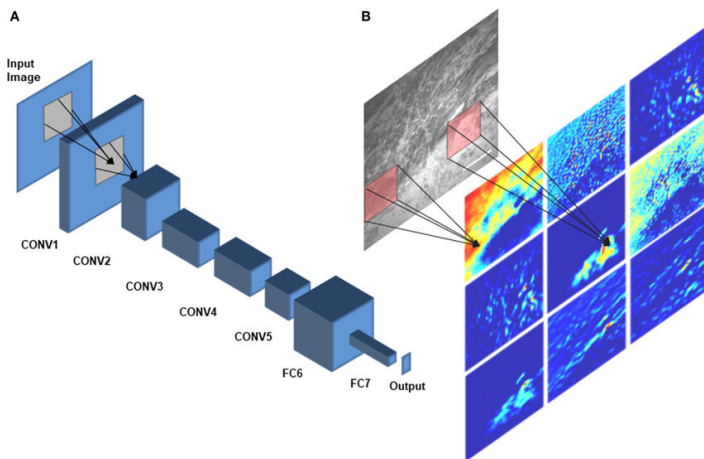 A
B
Input
Image
CONV1
CONV2
CONV3
CONV4
CONV5
FC6
FC7
Output